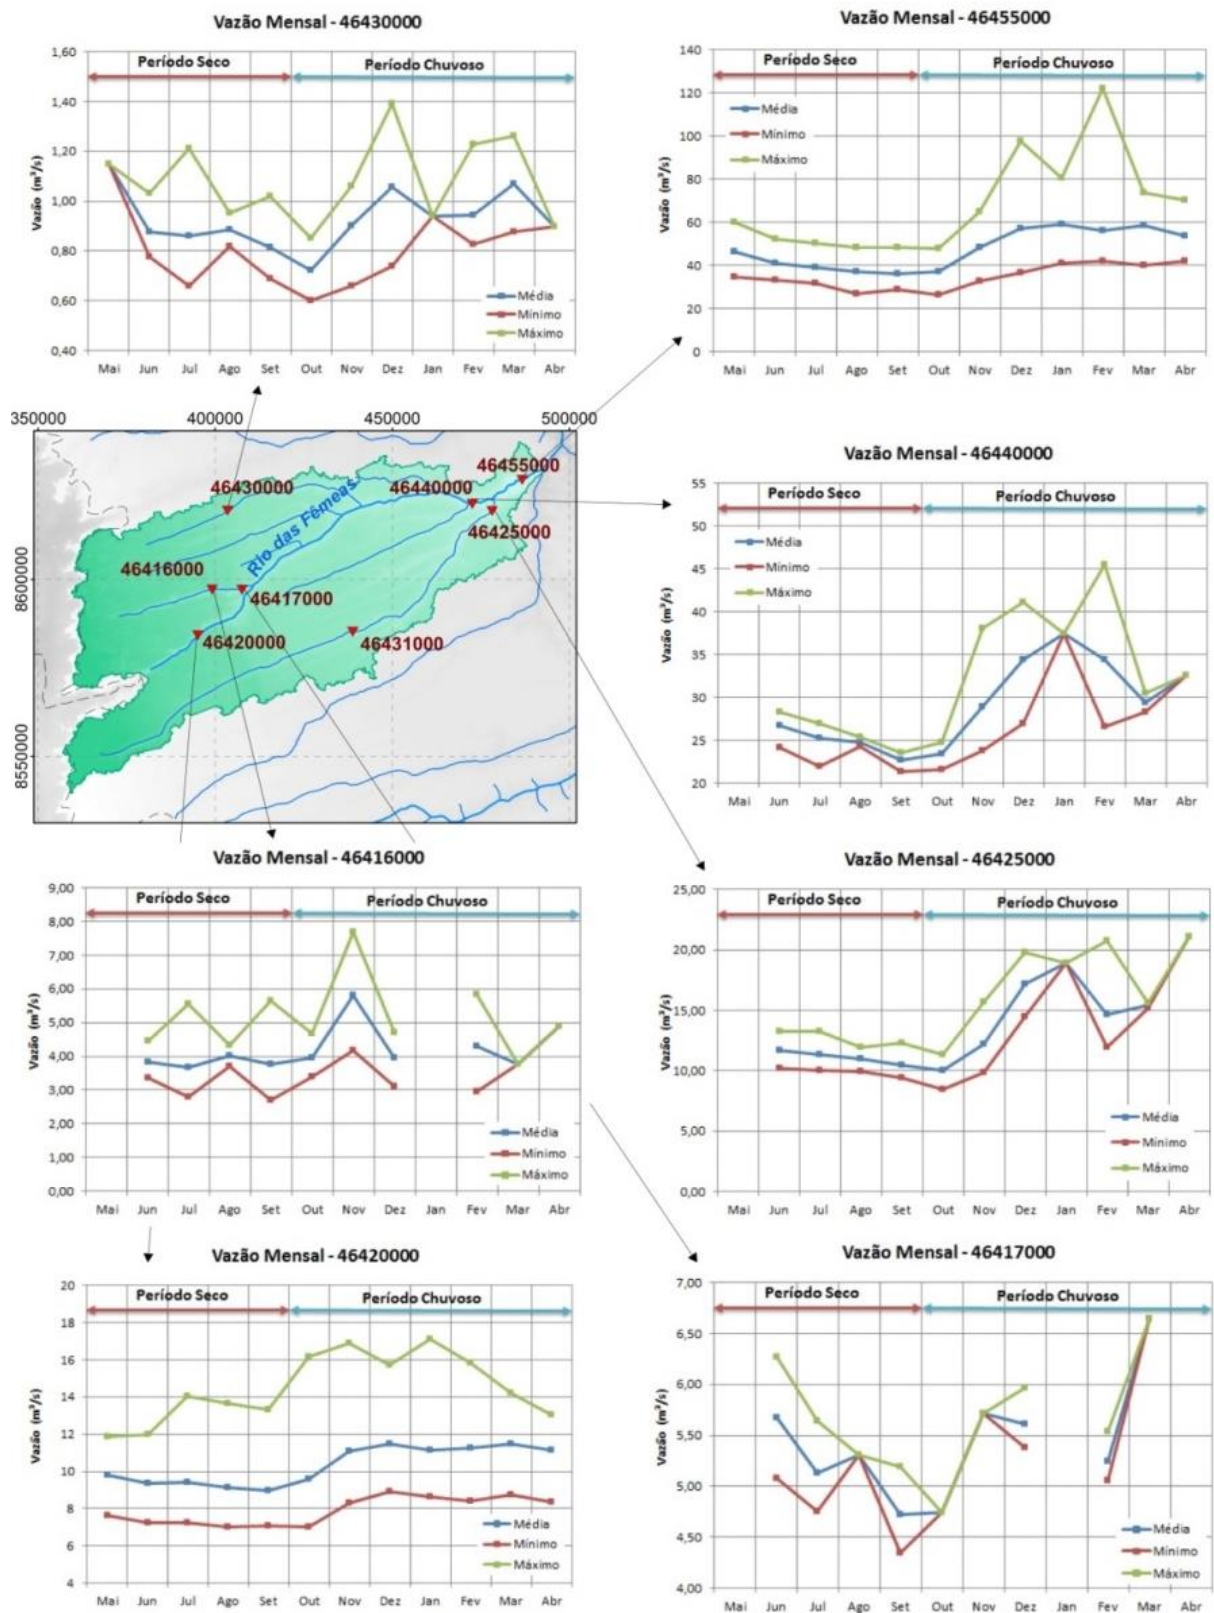 Vazão Mensal - 46430000
1,60
1,40
1,20
1,00
0,80
0,60
0,40
Vazão (m³/s)
Período Seco
Período Chuvoso
Média
Mínimo
Máximo
Mai Jun Jul Ago Set Out Nov Dez Jan Fev Mar Abr
Vazão Mensal - 46455000
140
120
100
80
60
40
20
0
Vazão (m³/s)
Período Seco
Período Chuvoso
Média
Mínimo
Máximo
Mai Jun Jul Ago Set Out Nov Dez Jan Fev Mar Abr
350000 400000 450000 500000
8600000
8550000
46455000
46430000
46440000
46425000
Rio das Fêmeas
46416000
46417000
46420000
46431000
Vazão Mensal - 46440000
55
50
45
40
35
30
25
20
Vazão (m³/s)
Período Seco
Período Chuvoso
Média
Mínimo
Máximo
Mai Jun Jul Ago Set Out Nov Dez Jan Fev Mar Abr
Vazão Mensal - 46416000
9,00
8,00
7,00
6,00
5,00
4,00
3,00
2,00
1,00
0,00
Vazão (m³/s)
Período Seco
Período Chuvoso
Média
Mínimo
Máximo
Mai Jun Jul Ago Set Out Nov Dez Jan Fev Mar Abr
Vazão Mensal - 46425000
25,00
20,00
15,00
10,00
5,00
0,00
Vazão (m³/s)
Período Seco
Período Chuvoso
Média
Mínimo
Máximo
Mai Jun Jul Ago Set Out Nov Dez Jan Fev Mar Abr
Vazão Mensal - 46420000
20
18
16
14
12
10
8
6
4
Vazão (m³/s)
Período Seco
Período Chuvoso
Média
Mínimo
Máximo
Mai Jun Jul Ago Set Out Nov Dez Jan Fev Mar Abr
Vazão Mensal - 46417000
7,00
6,50
6,00
5,50
5,00
4,50
4,00
Vazão (m³/s)
Período Seco
Período Chuvoso
Média
Mínimo
Máximo
Mai Jun Jul Ago Set Out Nov Dez Jan Fev Mar Abr